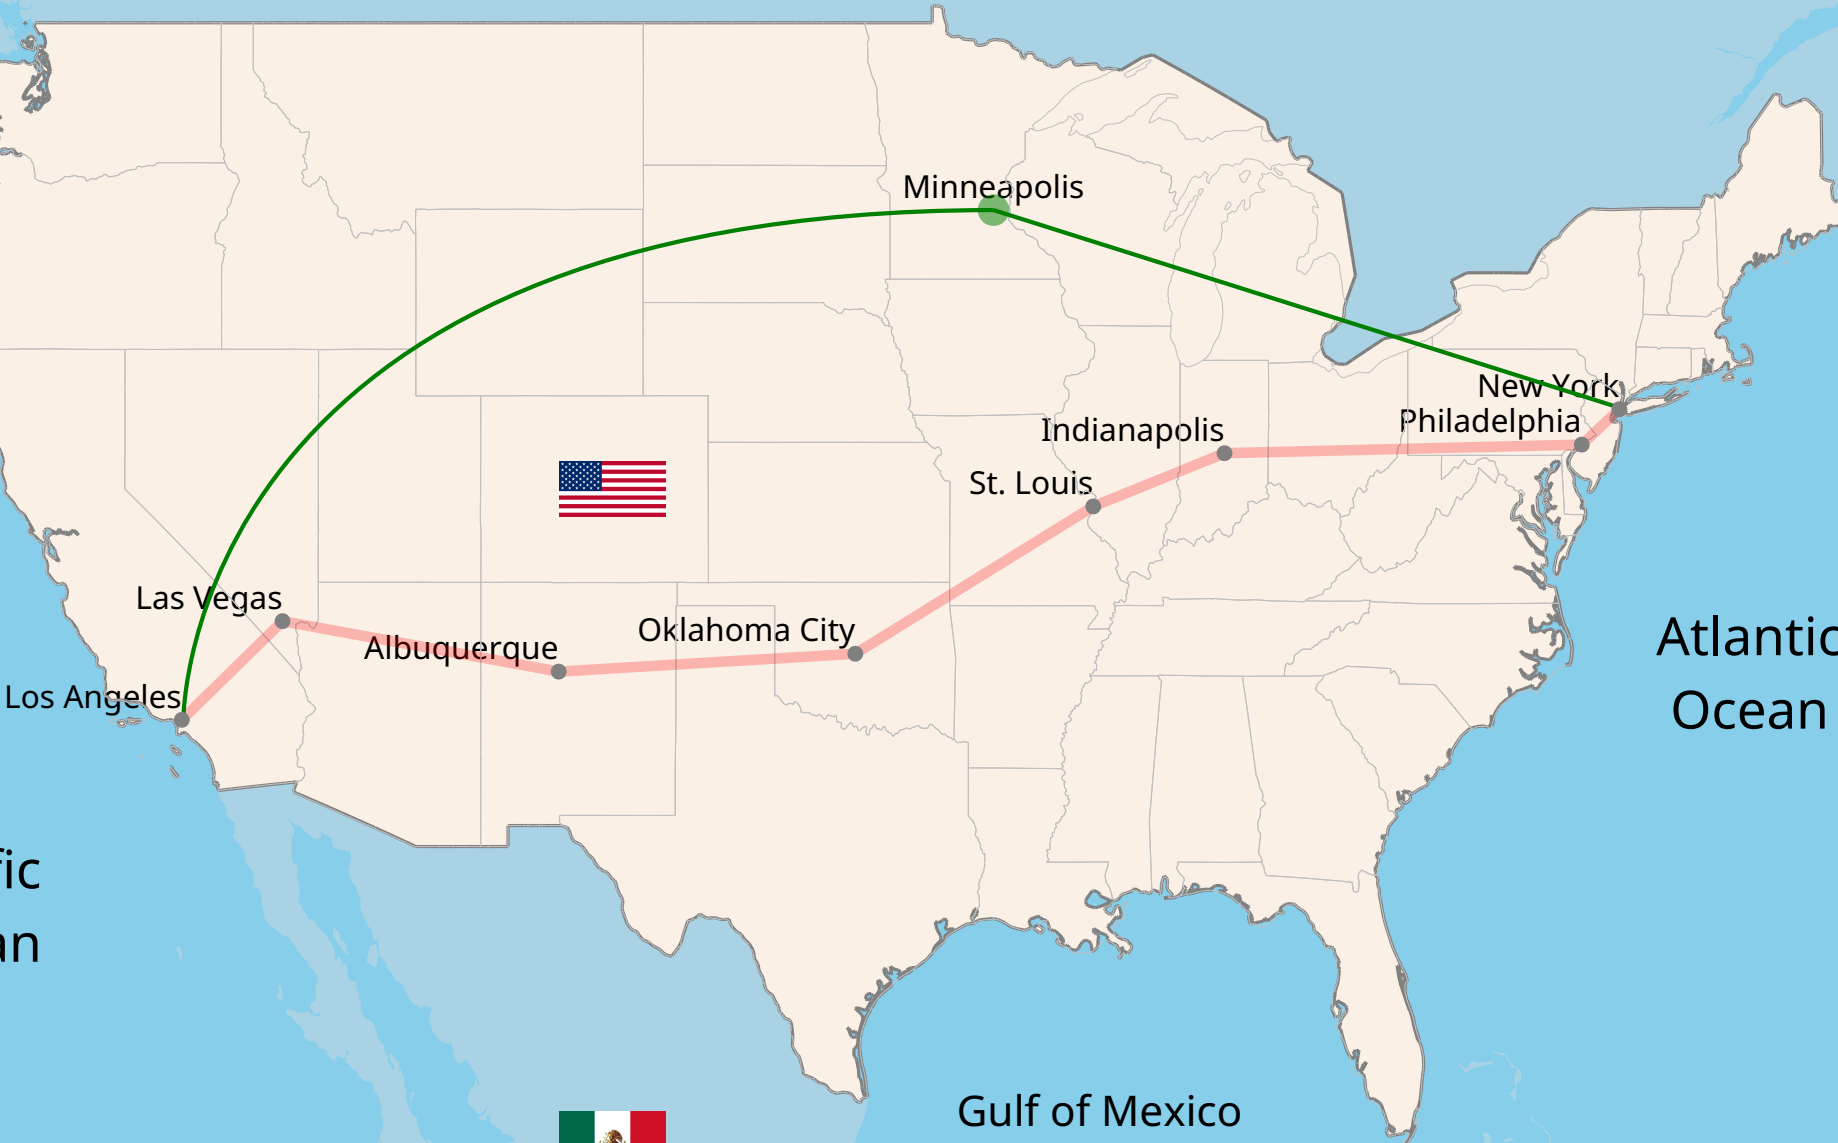 Minneapolis
New York
Philadelphia
Indianapolis
St. Louis
Las Vegas
Oklahoma City
Albuquerque
Los Angeles
Atlantic
Ocean
fic
an
Gulf of Mexico